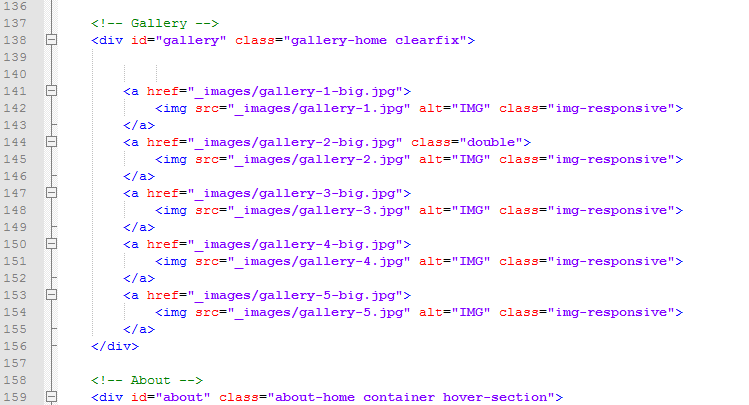 136
137 <!-- Gallery -->
138 <div id="gallery" class="gallery-home clearfix">
139
140
141 <a href="_images/gallery-1-big.jpg">
142 <img src="_images/gallery-1.jpg" alt="IMG" class="img-responsive">
143 </a>
144 <a href="_images/gallery-2-big.jpg" class="double">
145 <img src="_images/gallery-2.jpg" alt="IMG" class="img-responsive">
146 </a>
147 <a href="_images/gallery-3-big.jpg">
148 <img src="_images/gallery-3.jpg" alt="IMG" class="img-responsive">
149 </a>
150 <a href="_images/gallery-4-big.jpg">
151 <img src="_images/gallery-4.jpg" alt="IMG" class="img-responsive">
152 </a>
153 <a href="_images/gallery-5-big.jpg">
154 <img src="_images/gallery-5.jpg" alt="IMG" class="img-responsive">
155 </a>
156 </div>
157
158 <!-- About -->
159 <div id="about" class="about-home container hover-section">